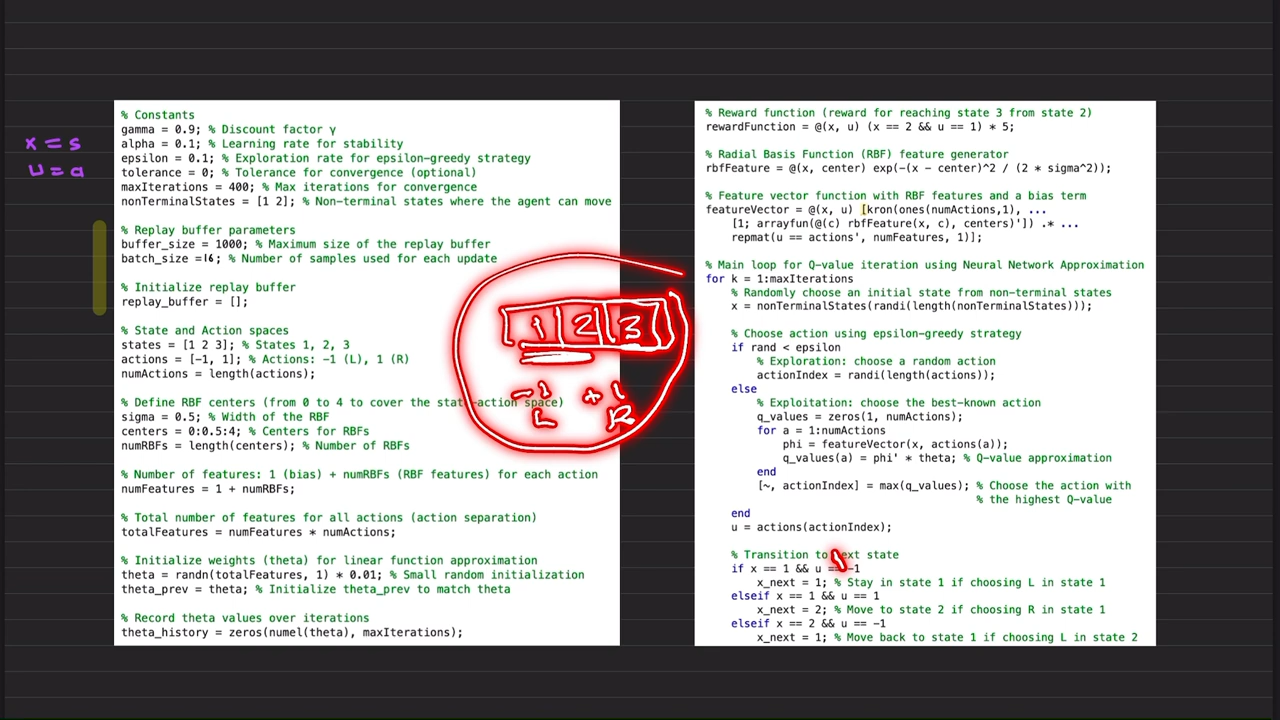 x = s
u = a
% Constants
gamma = 0.9; % Discount factor γ
alpha = 0.1; % Learning rate for stability
epsilon = 0.1; % Exploration rate for epsilon-greedy strategy
tolerance = 0; % Tolerance for convergence (optional)
maxIterations = 400; % Max iterations for convergence
nonTerminalStates = [1 2]; % Non-terminal states where the agent can move
% Replay buffer parameters
buffer_size = 1000; % Maximum size of the replay buffer
batch_size =16; % Number of samples used for each update
% Initialize replay buffer
replay_buffer = [];
% State and Action spaces
states = [1 2 3]; % States 1, 2, 3
actions = [-1, 1]; % Actions: -1 (L), 1 (R)
numActions = length(actions);
% Define RBF centers (from 0 to 4 to cover the state-action space)
sigma = 0.5; % Width of the RBF
centers = 0:0.5:4; % Centers for RBFs
numRBFs = length(centers); % Number of RBFs
% Number of features: 1 (bias) + numRBFs (RBF features) for each action
numFeatures = 1 + numRBFs;
% Total number of features for all actions (action separation)
totalFeatures = numFeatures * numActions;
% Initialize weights (theta) for linear function approximation
theta = randn(totalFeatures, 1) * 0.01; % Small random initialization
theta_prev = theta; % Initialize theta_prev to match theta
% Record theta values over iterations
theta_history = zeros(numel(theta), maxIterations);
1 2 3
-1 +1
L R
% Reward function (reward for reaching state 3 from state 2)
rewardFunction = @(x, u) (x == 2 && u == 1) * 5;
% Radial Basis Function (RBF) feature generator
rbfFeature = @(x, center) exp(-(x - center)^2 / (2 * sigma^2));
% Feature vector function with RBF features and a bias term
featureVector = @(x, u) [kron(ones(numActions,1), ...
[1; arrayfun(@(c) rbfFeature(x, c), centers)']) .* ...
repmat(u == actions', numFeatures, 1)];
% Main loop for Q-value iteration using Neural Network Approximation
for k = 1:maxIterations
% Randomly choose an initial state from non-terminal states
x = nonTerminalStates(randi(length(nonTerminalStates)));
% Choose action using epsilon-greedy strategy
if rand < epsilon
% Exploration: choose a random action
actionIndex = randi(length(actions));
else
% Exploitation: choose the best-known action
q_values = zeros(1, numActions);
for a = 1:numActions
phi = featureVector(x, actions(a));
q_values(a) = phi' * theta; % Q-value approximation
end
[~, actionIndex] = max(q_values); % Choose the action with
% the highest Q-value
end
u = actions(actionIndex);
% Transition to next state
if x == 1 && u == -1
x_next = 1; % Stay in state 1 if choosing L in state 1
elseif x == 1 && u == 1
x_next = 2; % Move to state 2 if choosing R in state 1
elseif x == 2 && u == -1
x_next = 1; % Move back to state 1 if choosing L in state 2